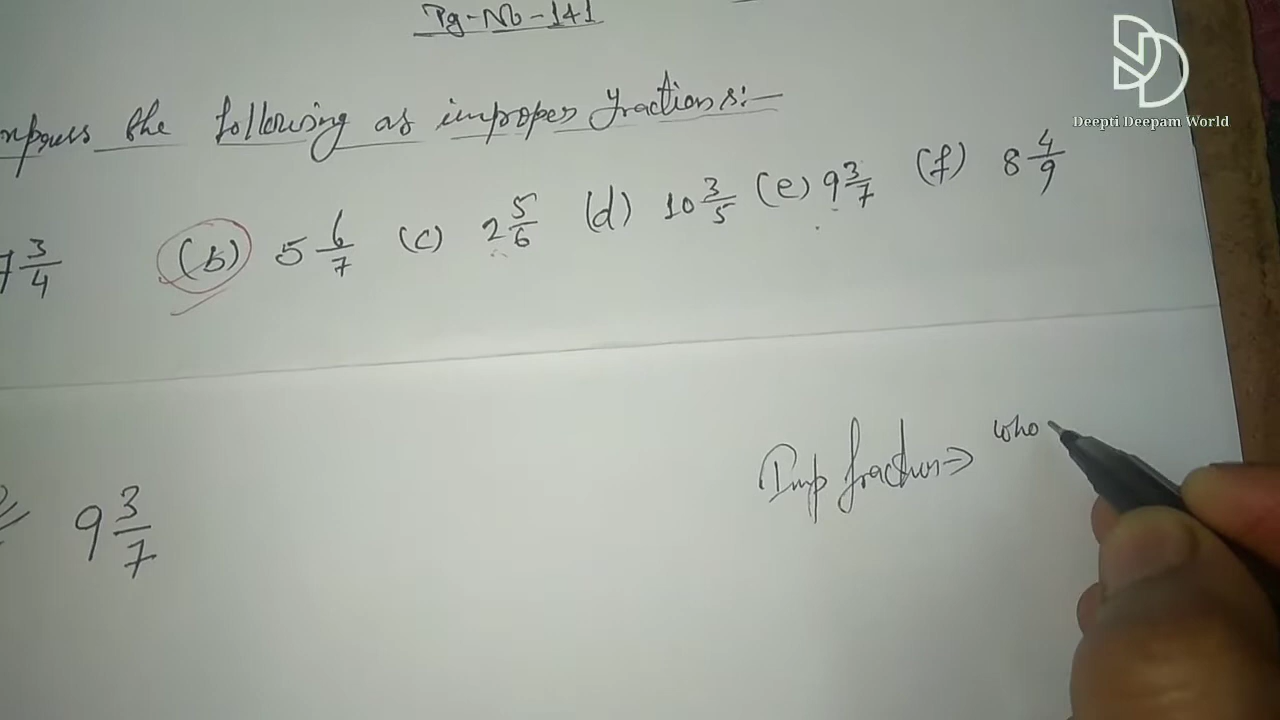 Pg-No-141
Deepti Deepam World
the following as improper fractions:-
7 3/4 (b) 5 6/7 (c) 2 5/6 (d) 10 3/5 (e) 9 3/7 (f) 8 4/9
Imp fraction => who
9 3/7